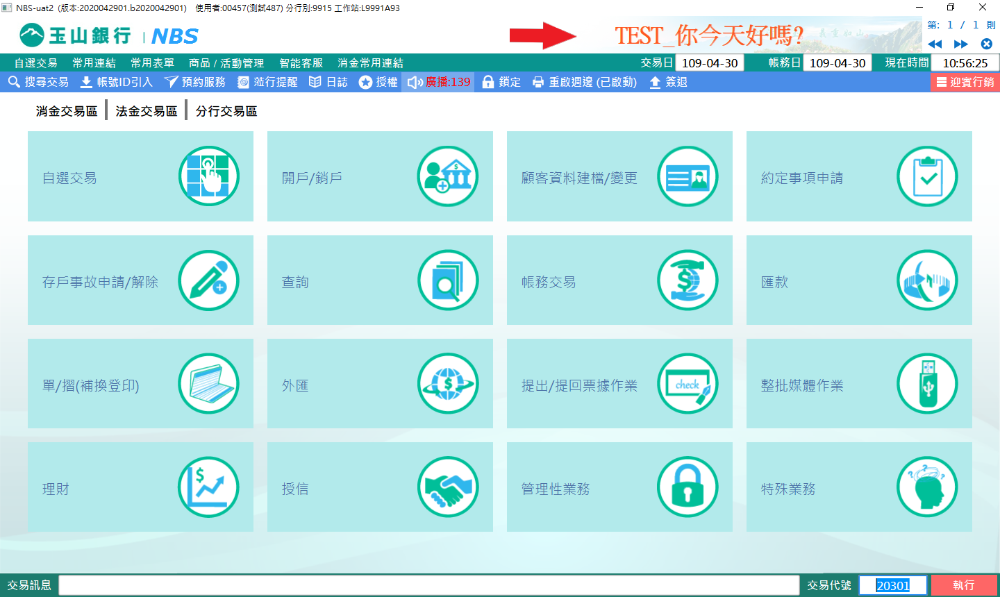 NBS-uat2 (版本:2020042901.b2020042901) 使用者:00457(測試487) 分行別:9915 工作站:L9991A93
玉山銀行 | NBS
TEST_你今天好嗎?
義重如山
第: 1 / 1 則
自選交易 常用連結 常用表單 商品/活動管理 智能客服 消金常用連結 交易日 109-04-30 帳務日 109-04-30 現在時間 10:56:25
搜尋交易 帳號ID引入 預約服務 蒞行提醒 日誌 授權 廣播:139 鎖定 重啟週邊 (已啟動) 簽退 迎賓行銷
消金交易區 法金交易區 分行交易區
自選交易 開戶/銷戶 顧客資料建檔/變更 約定事項申請
存戶事故申請/解除 查詢 帳務交易 匯款
單/摺(補換登印) 外匯 提出/提回票據作業 check 整批媒體作業
理財 授信 管理性業務 特殊業務
交易訊息 交易代號 20301 執行